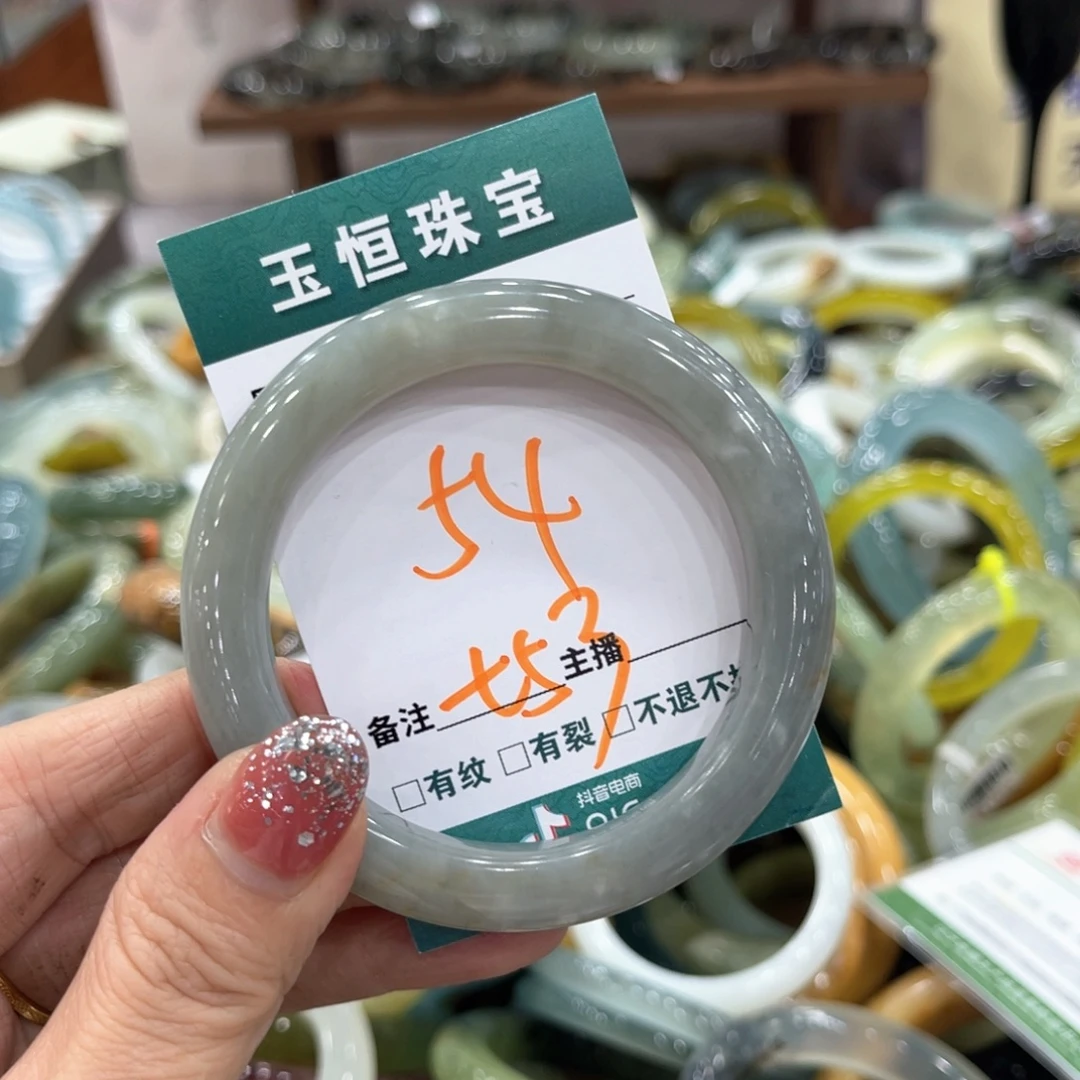 玉恒珠宝
54
753
备注 主播
□有纹 □有裂 □不退不
抖音电商